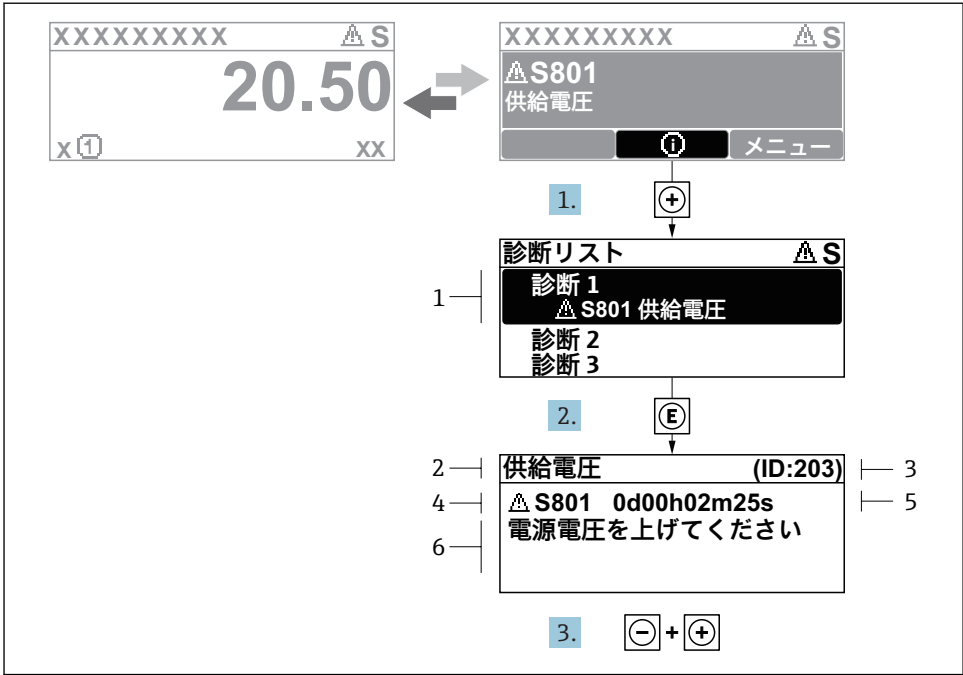 XXXXXXXXX ⚠ S
20.50
x ① xx
XXXXXXXXX ⚠ S
⚠ S801
供給電圧
ⓘ メニュー
1. ⊕
診断リスト ⚠ S
1
診断 1
⚠ S801 供給電圧
診断 2
診断 3
2. Ⓔ
2 供給電圧 (ID:203) 3
4 ⚠ S801 0d00h02m25s 5
6 電源電圧を上げてください
3. ⊖ + ⊕